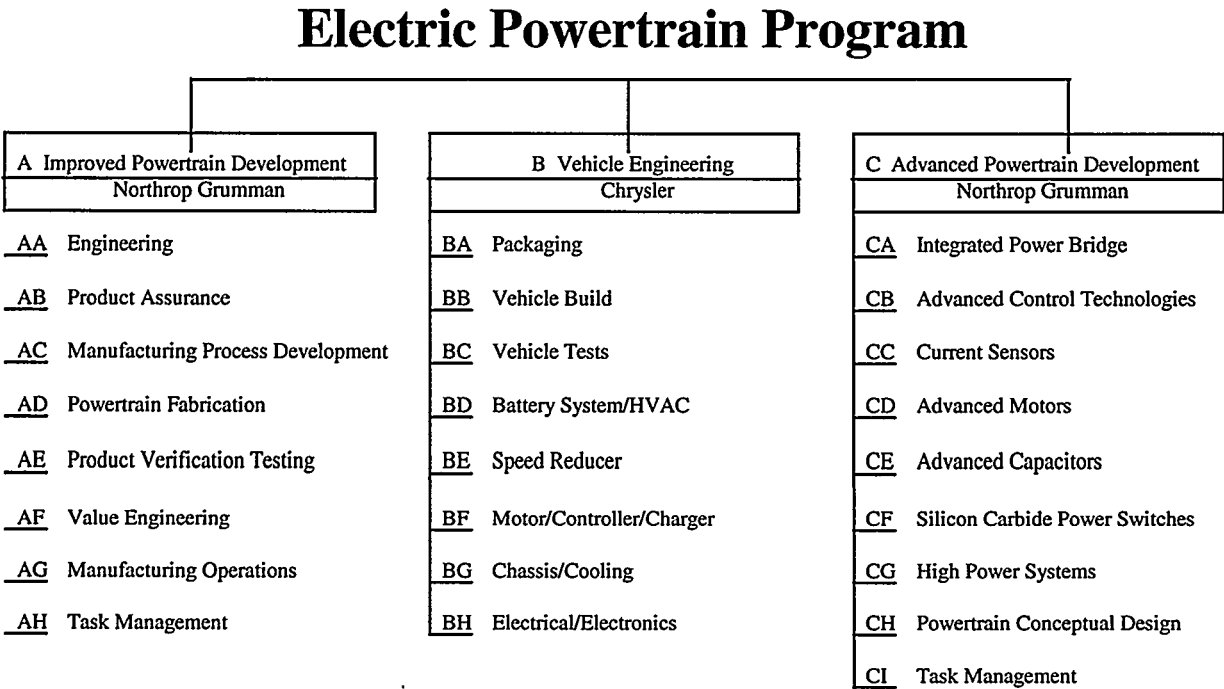 Electric Powertrain Program
A Improved Powertrain Development
Northrop Grumman
AA Engineering
AB Product Assurance
AC Manufacturing Process Development
AD Powertrain Fabrication
AE Product Verification Testing
AF Value Engineering
AG Manufacturing Operations
AH Task Management
B Vehicle Engineering
Chrysler
BA Packaging
BB Vehicle Build
BC Vehicle Tests
BD Battery System/HVAC
BE Speed Reducer
BF Motor/Controller/Charger
BG Chassis/Cooling
BH Electrical/Electronics
C Advanced Powertrain Development
Northrop Grumman
CA Integrated Power Bridge
CB Advanced Control Technologies
CC Current Sensors
CD Advanced Motors
CE Advanced Capacitors
CF Silicon Carbide Power Switches
CG High Power Systems
CH Powertrain Conceptual Design
CI Task Management